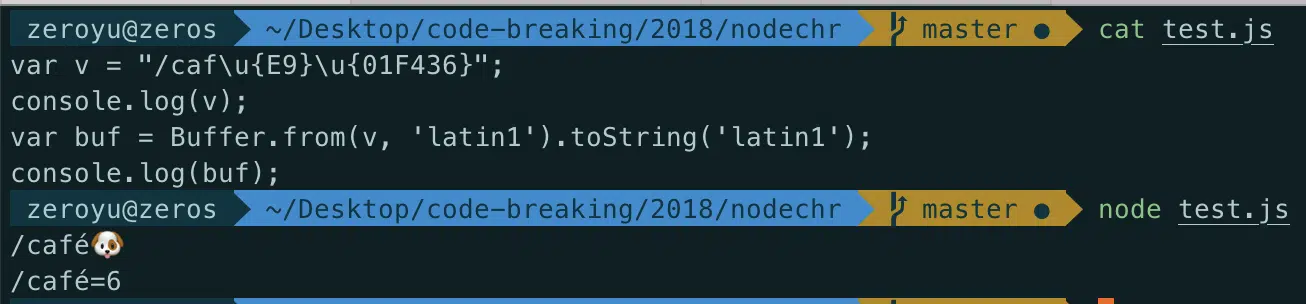 zeroyu@zeros ~/Desktop/code-breaking/2018/nodechr master ● cat test.js
var v = "/caf\u{E9}\u{01F436}";
console.log(v);
var buf = Buffer.from(v, 'latin1').toString('latin1');
console.log(buf);
zeroyu@zeros ~/Desktop/code-breaking/2018/nodechr master ● node test.js
/café🐶
/café=6